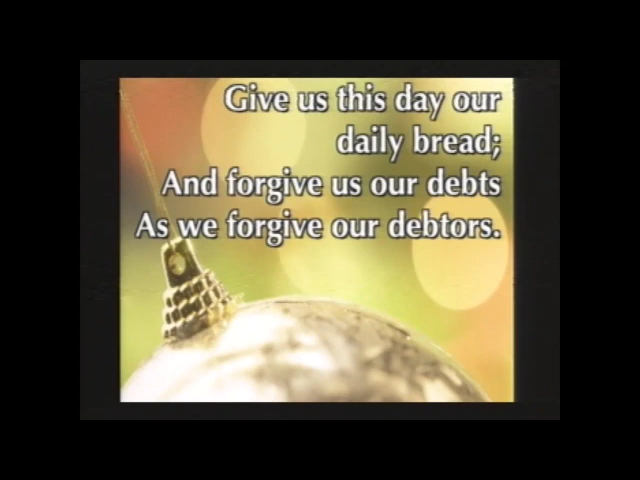 Give us this day our
daily bread;
And forgive us our debts
As we forgive our debtors.